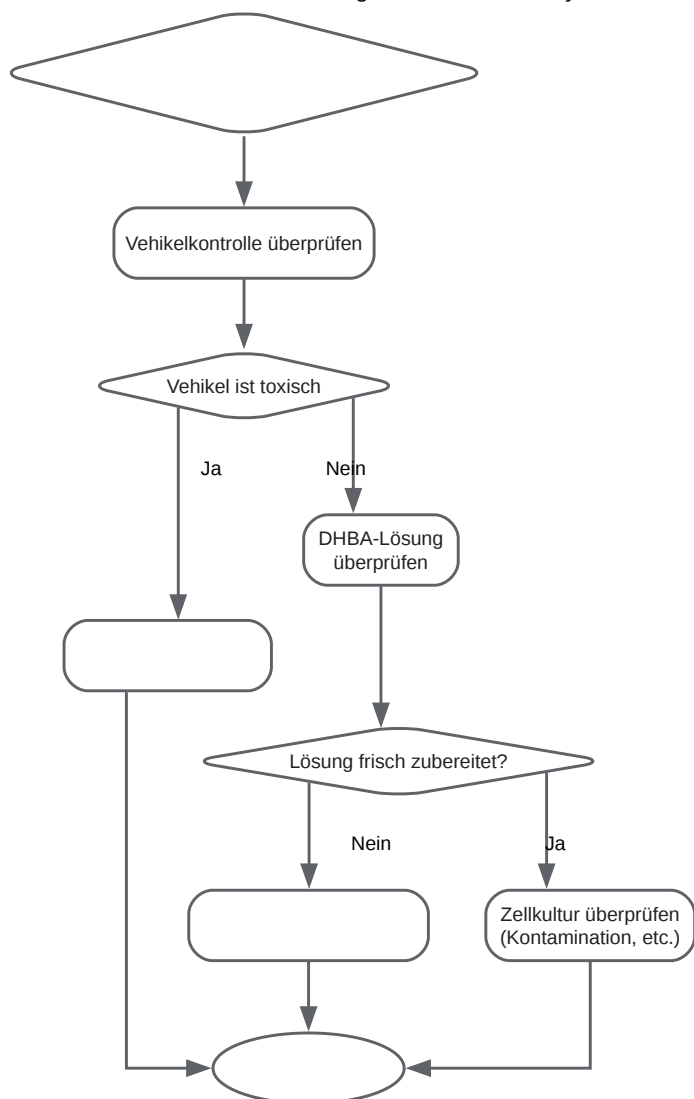 Vehikelkontrolle überprüfen
Vehikel ist toxisch
Ja
Nein
DHBA-Lösung
überprüfen
Lösung frisch zubereitet?
Nein
Ja
Zellkultur überprüfen
(Kontamination, etc.)